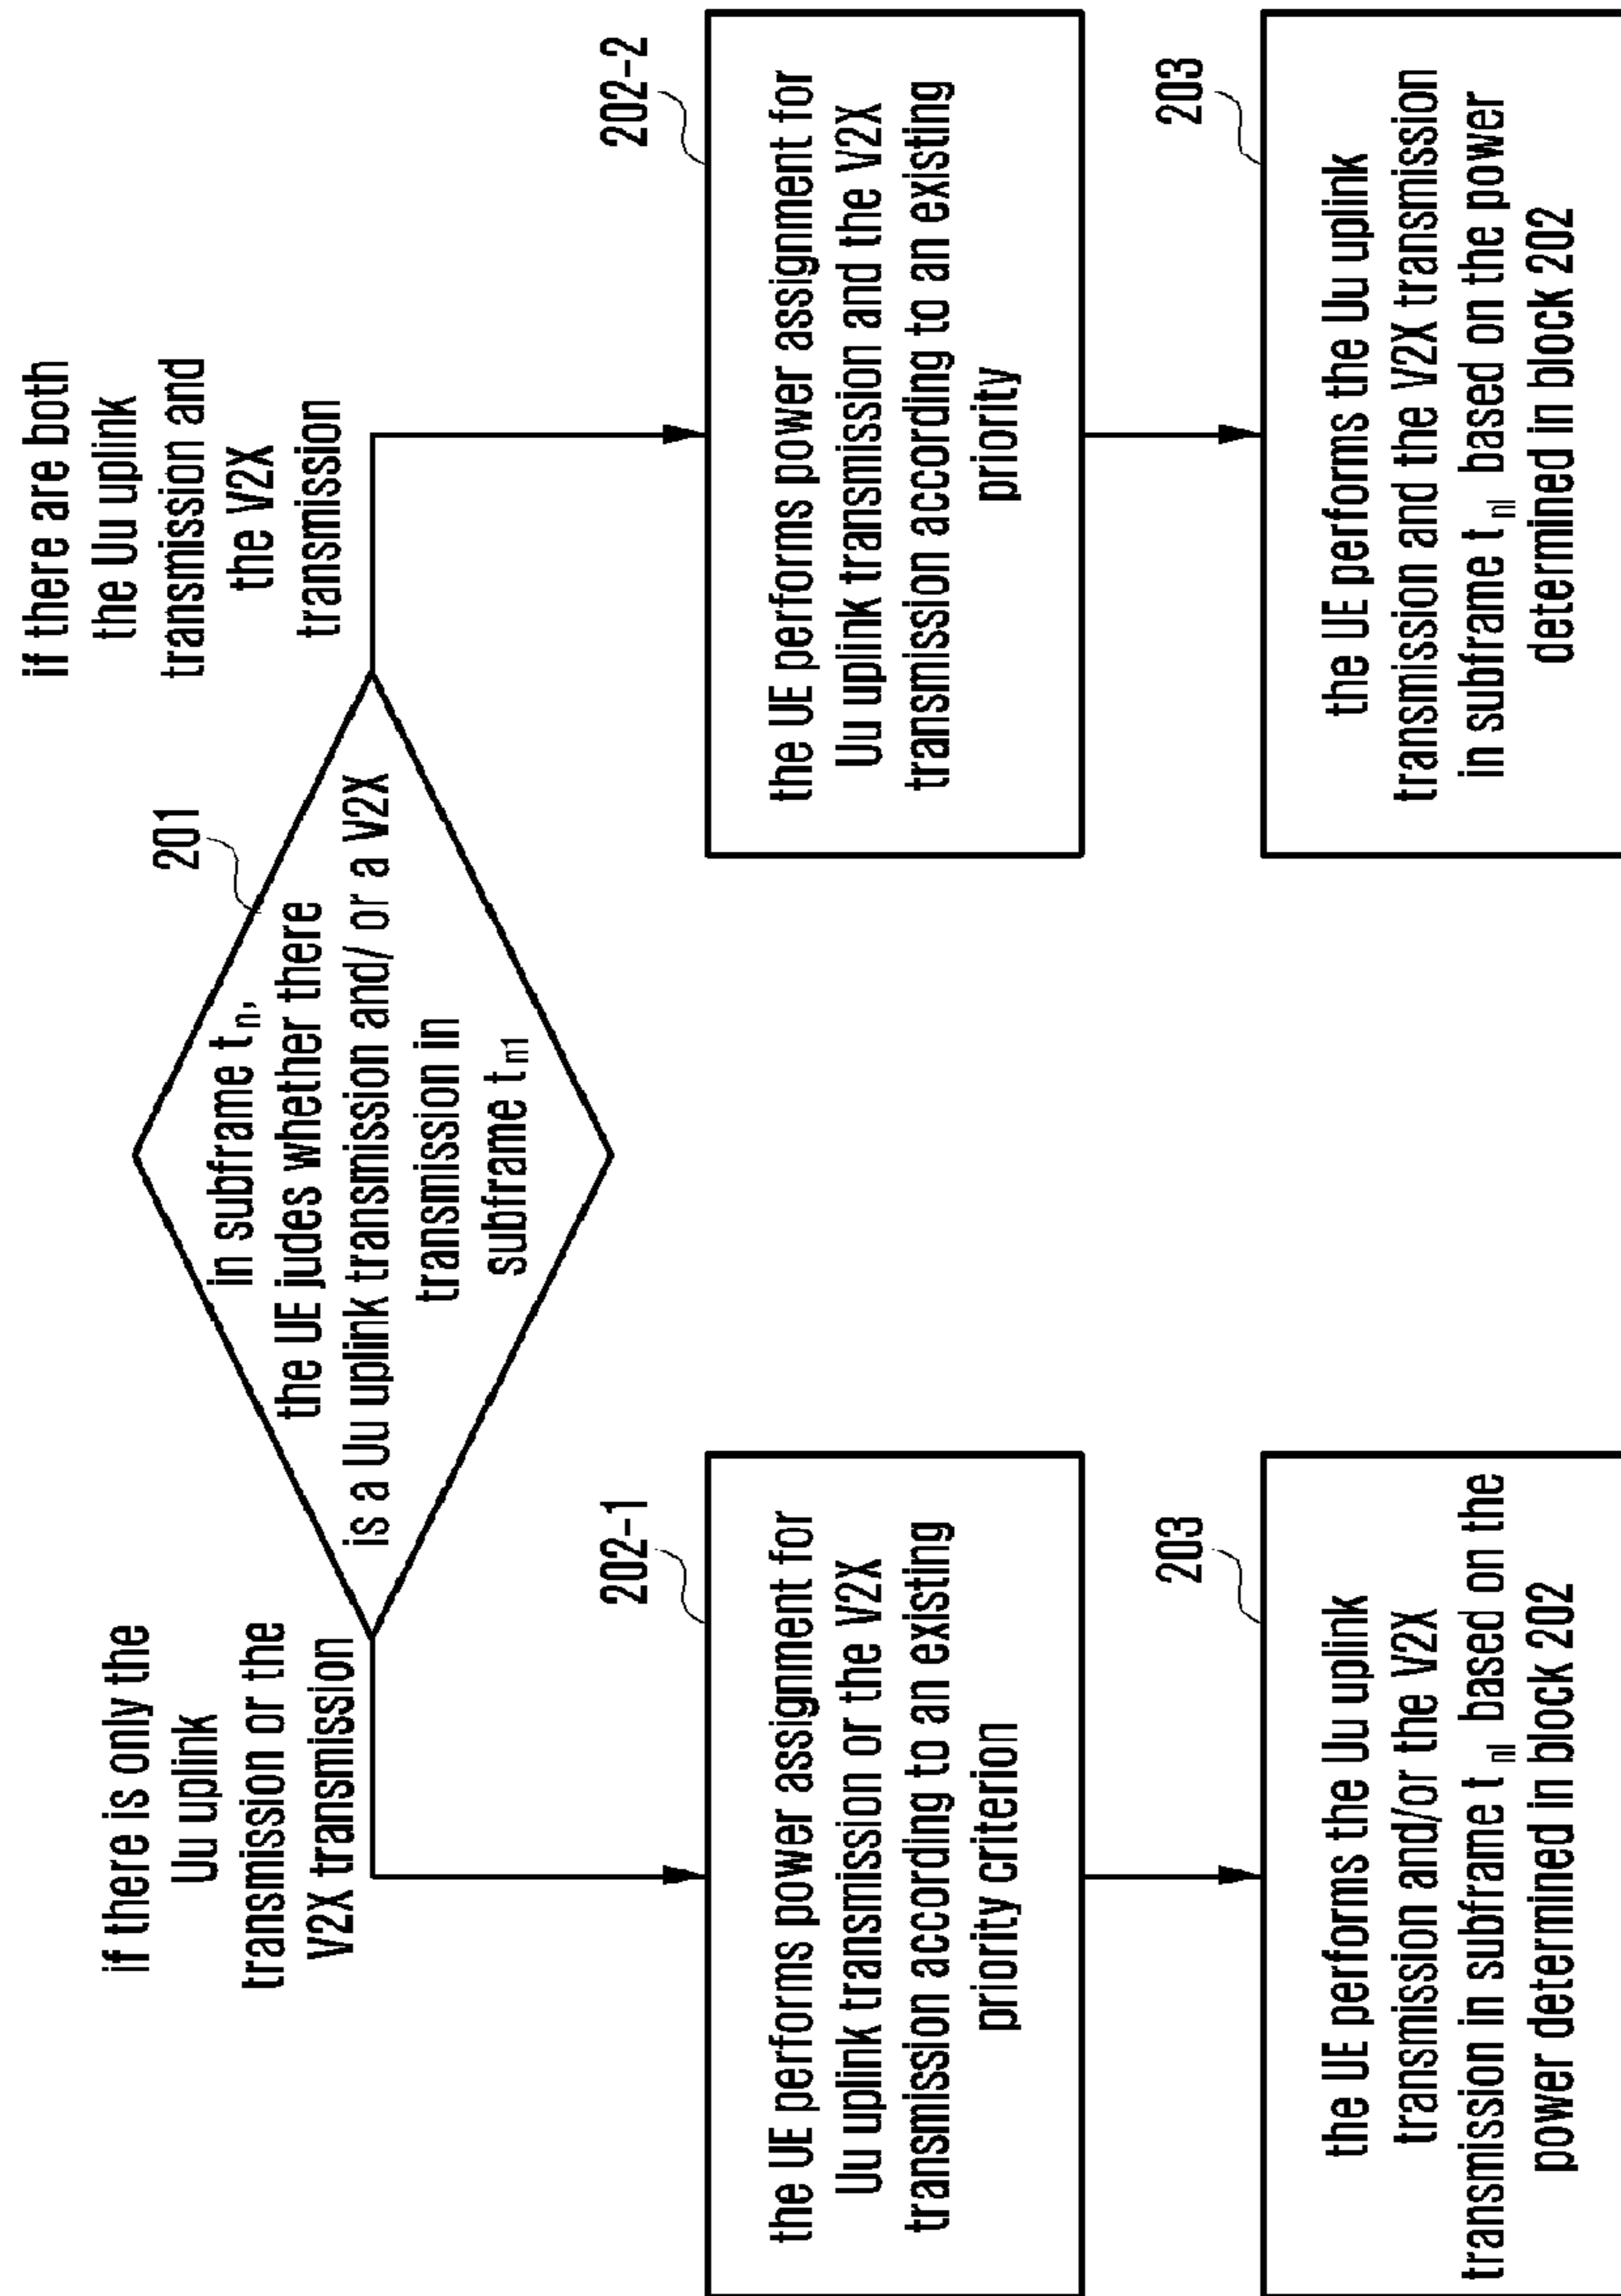 201
in subframe tn,
the UE judes whether there
is a Uu uplink transmission and/ or a V2X
transmission in
subframe tn1
if there is only the
Uu uplink
transmission or the
V2X transmission
if there are both
the Uu uplink
transmission and
the V2X
transmission
202-1
the UE performs power assignment for
Uu uplink transmission or the V2X
transmission according to an existing
priority criterion
202-2
the UE performs power assignment for
Uu uplink transmission and the V2X
transmission according to an existing
priority
203
the UE performs the Uu uplink
transmission and/or the V2X
transmission in subframe t nl based on the
power determined in block 202
203
the UE performs the Uu uplink
transmission and the V2X transmission
in subframe t nl based on the power
determined in block 202